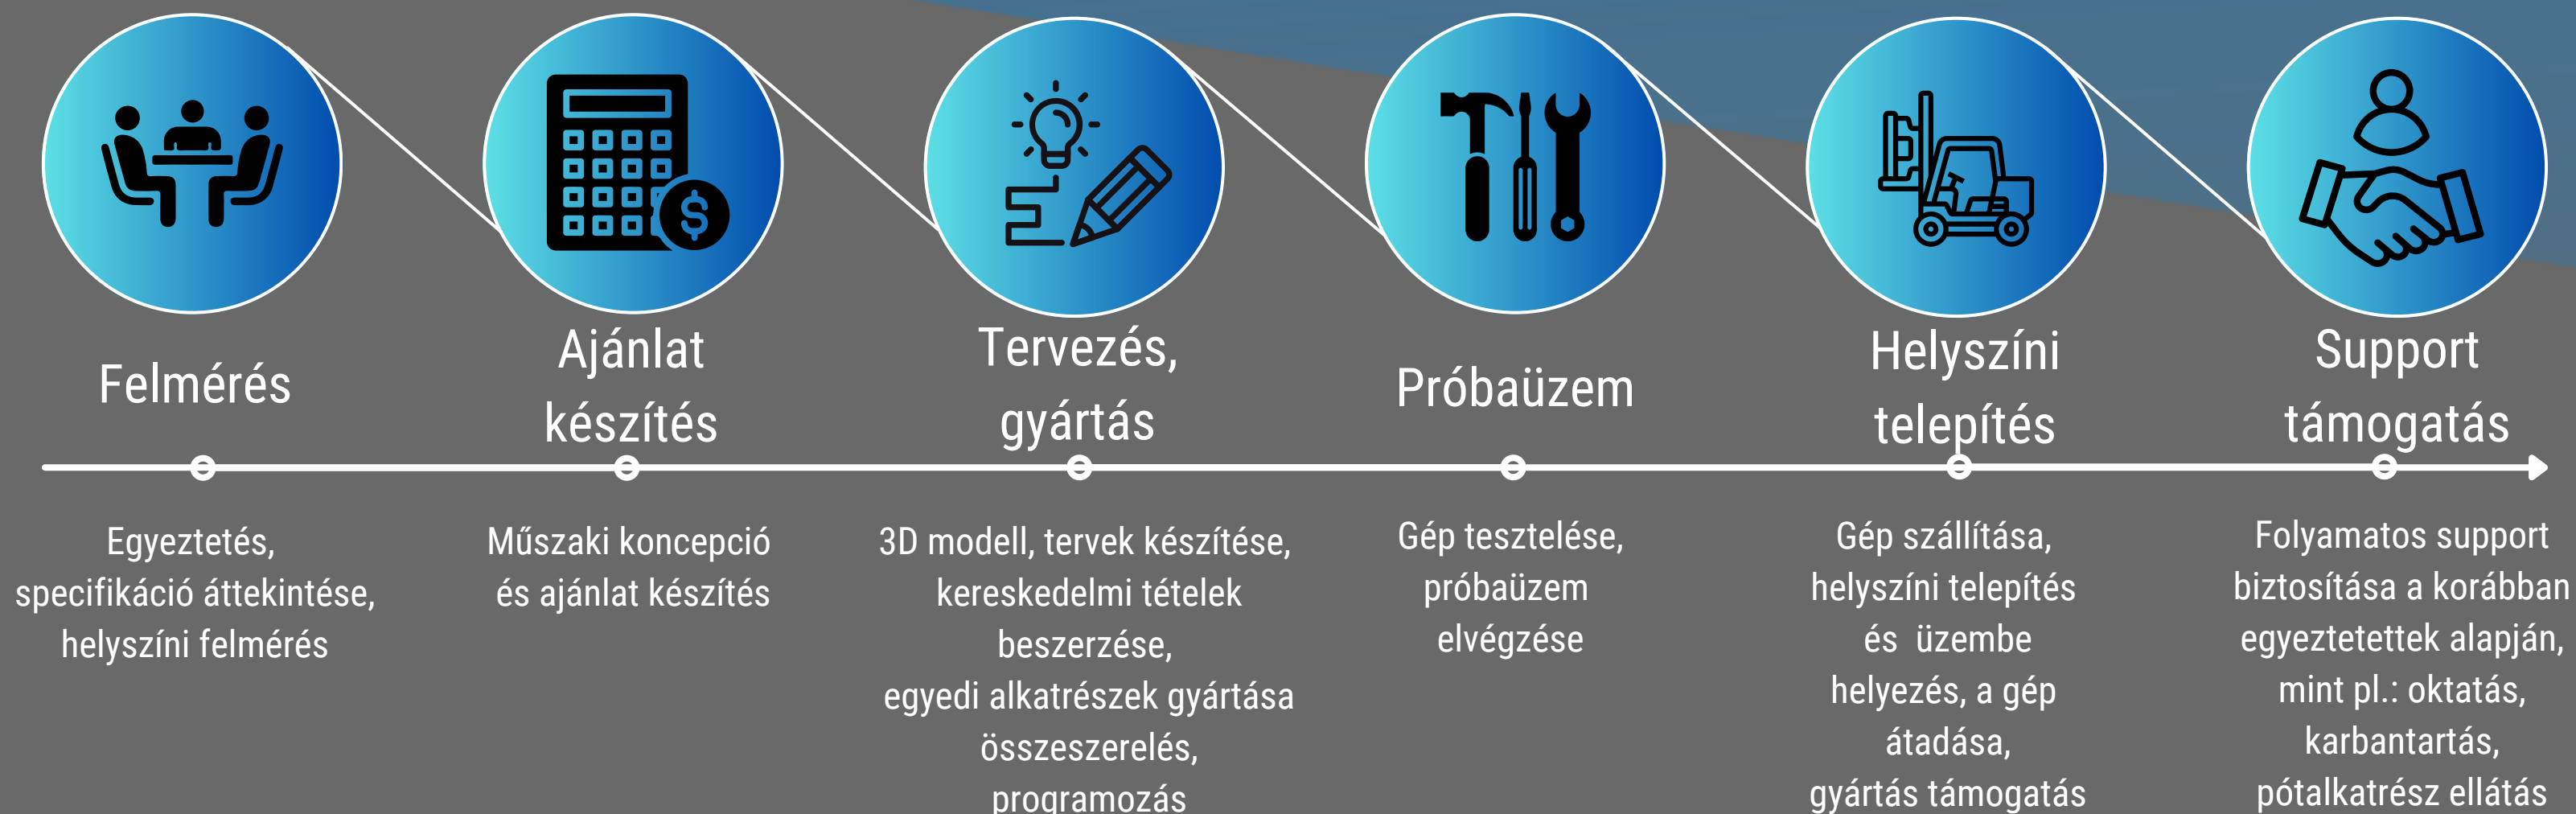 Felmérés
Ajánlat
készítés
Tervezés,
gyártás
Próbaüzem
Helyszíni
telepítés
Support
támogatás
Egyeztetés,
specifikáció áttekintése,
helyszíni felmérés
Műszaki koncepció
és ajánlat készítés
3D modell, tervek készítése,
kereskedelmi tételek
beszerzése,
egyedi alkatrészek gyártása
összeszerelés,
programozás
Gép tesztelése,
próbaüzem
elvégzése
Gép szállítása,
helyszíni telepítés
és  üzembe
helyezés, a gép
átadása,
gyártás támogatás
Folyamatos support
biztosítása a korábban
egyeztetettek alapján,
mint pl.: oktatás,
karbantartás,
pótalkatrész ellátás